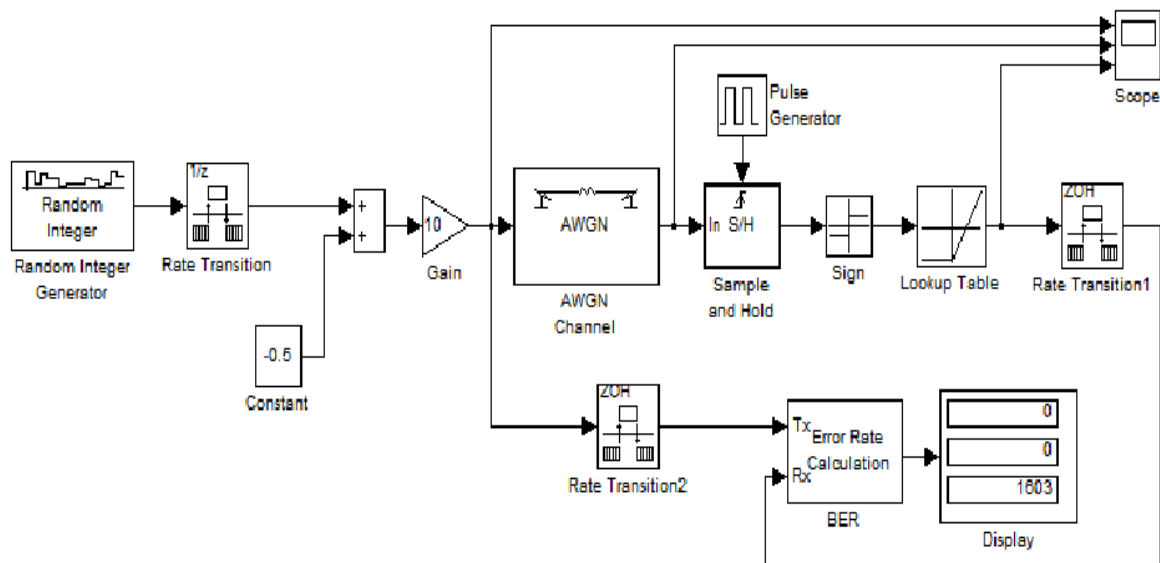 Scope
Pulse
Generator
1/z
Random
Integer
Random Integer
Generator
Rate Transition
+
+
-0.5
Constant
10
Gain
AWGN
AWGN
Channel
In S/H
Sample
and Hold
Sign
Lookup Table
ZOH
Rate Transition1
ZOH
Rate Transition2
Tx
Rx
Error Rate
Calculation
BER
0
0
1603
Display